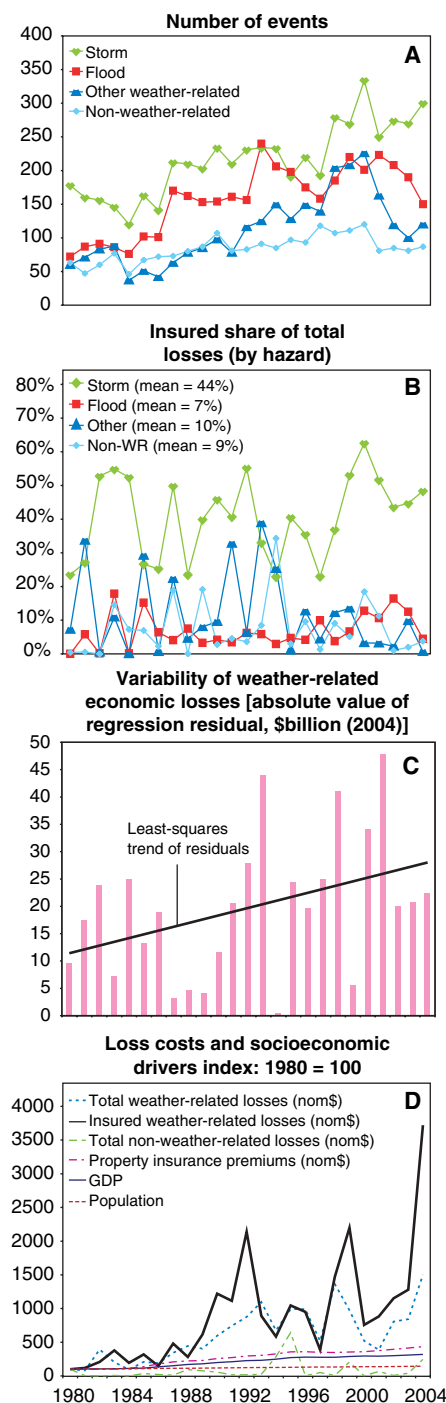 Number of events
400
350
300
250
200
150
100
50
0
A
Storm
Flood
Other weather-related
Non-weather-related
Insured share of total
losses (by hazard)
80%
70%
60%
50%
40%
30%
20%
10%
0%
B
Storm (mean = 44%)
Flood (mean = 7%)
Other (mean = 10%)
Non-WR (mean = 9%)
Variability of weather-related
economic losses [absolute value of
regression residual, $billion (2004)]
50
45
40
35
30
25
20
15
10
5
0
C
Least-squares
trend of residuals
Loss costs and socioeconomic
drivers index: 1980 = 100
4000
3500
3000
2500
2000
1500
1000
500
0
D
Total weather-related losses (nom$)
Insured weather-related losses (nom$)
Total non-weather-related losses (nom$)
Property insurance premiums (nom$)
GDP
Population
1980 1984 1988 1992 1996 2000 2004